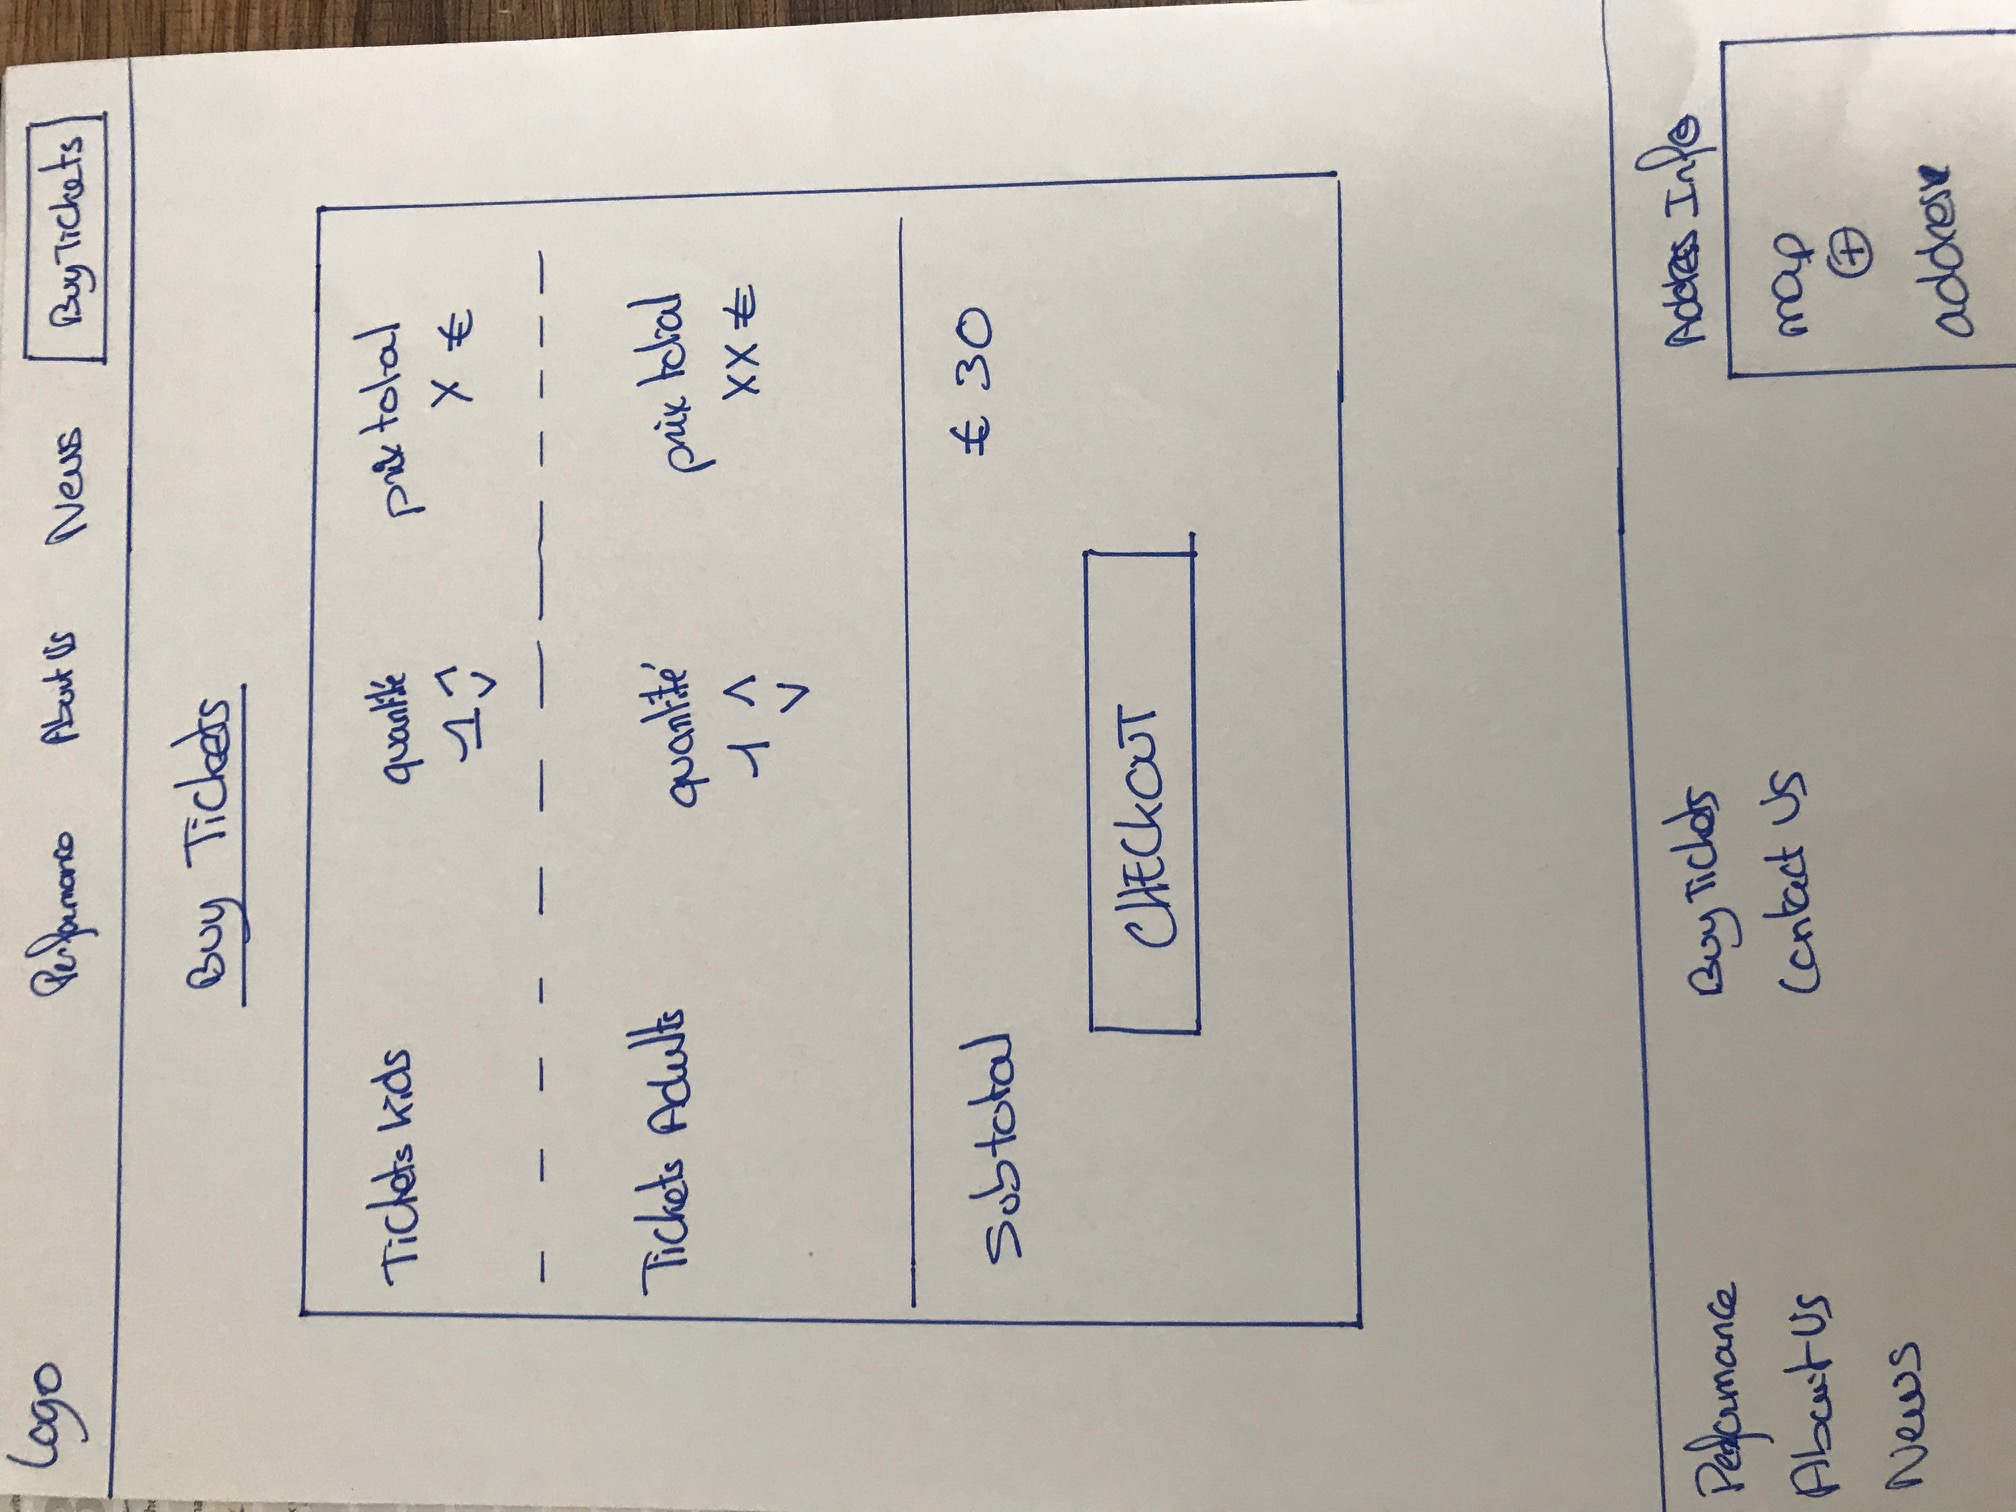 Logo
Performance
About Us
News
Buy Tickets
Buy Tickets
Tickets kids
quantité
prix total
1
X €
Tickets Adults
quantité
prix total
1
XX €
Subtotal
€ 30
CHECKOUT
Performance
Buy Tickets
Address Info
About Us
Contact Us
map
News
address